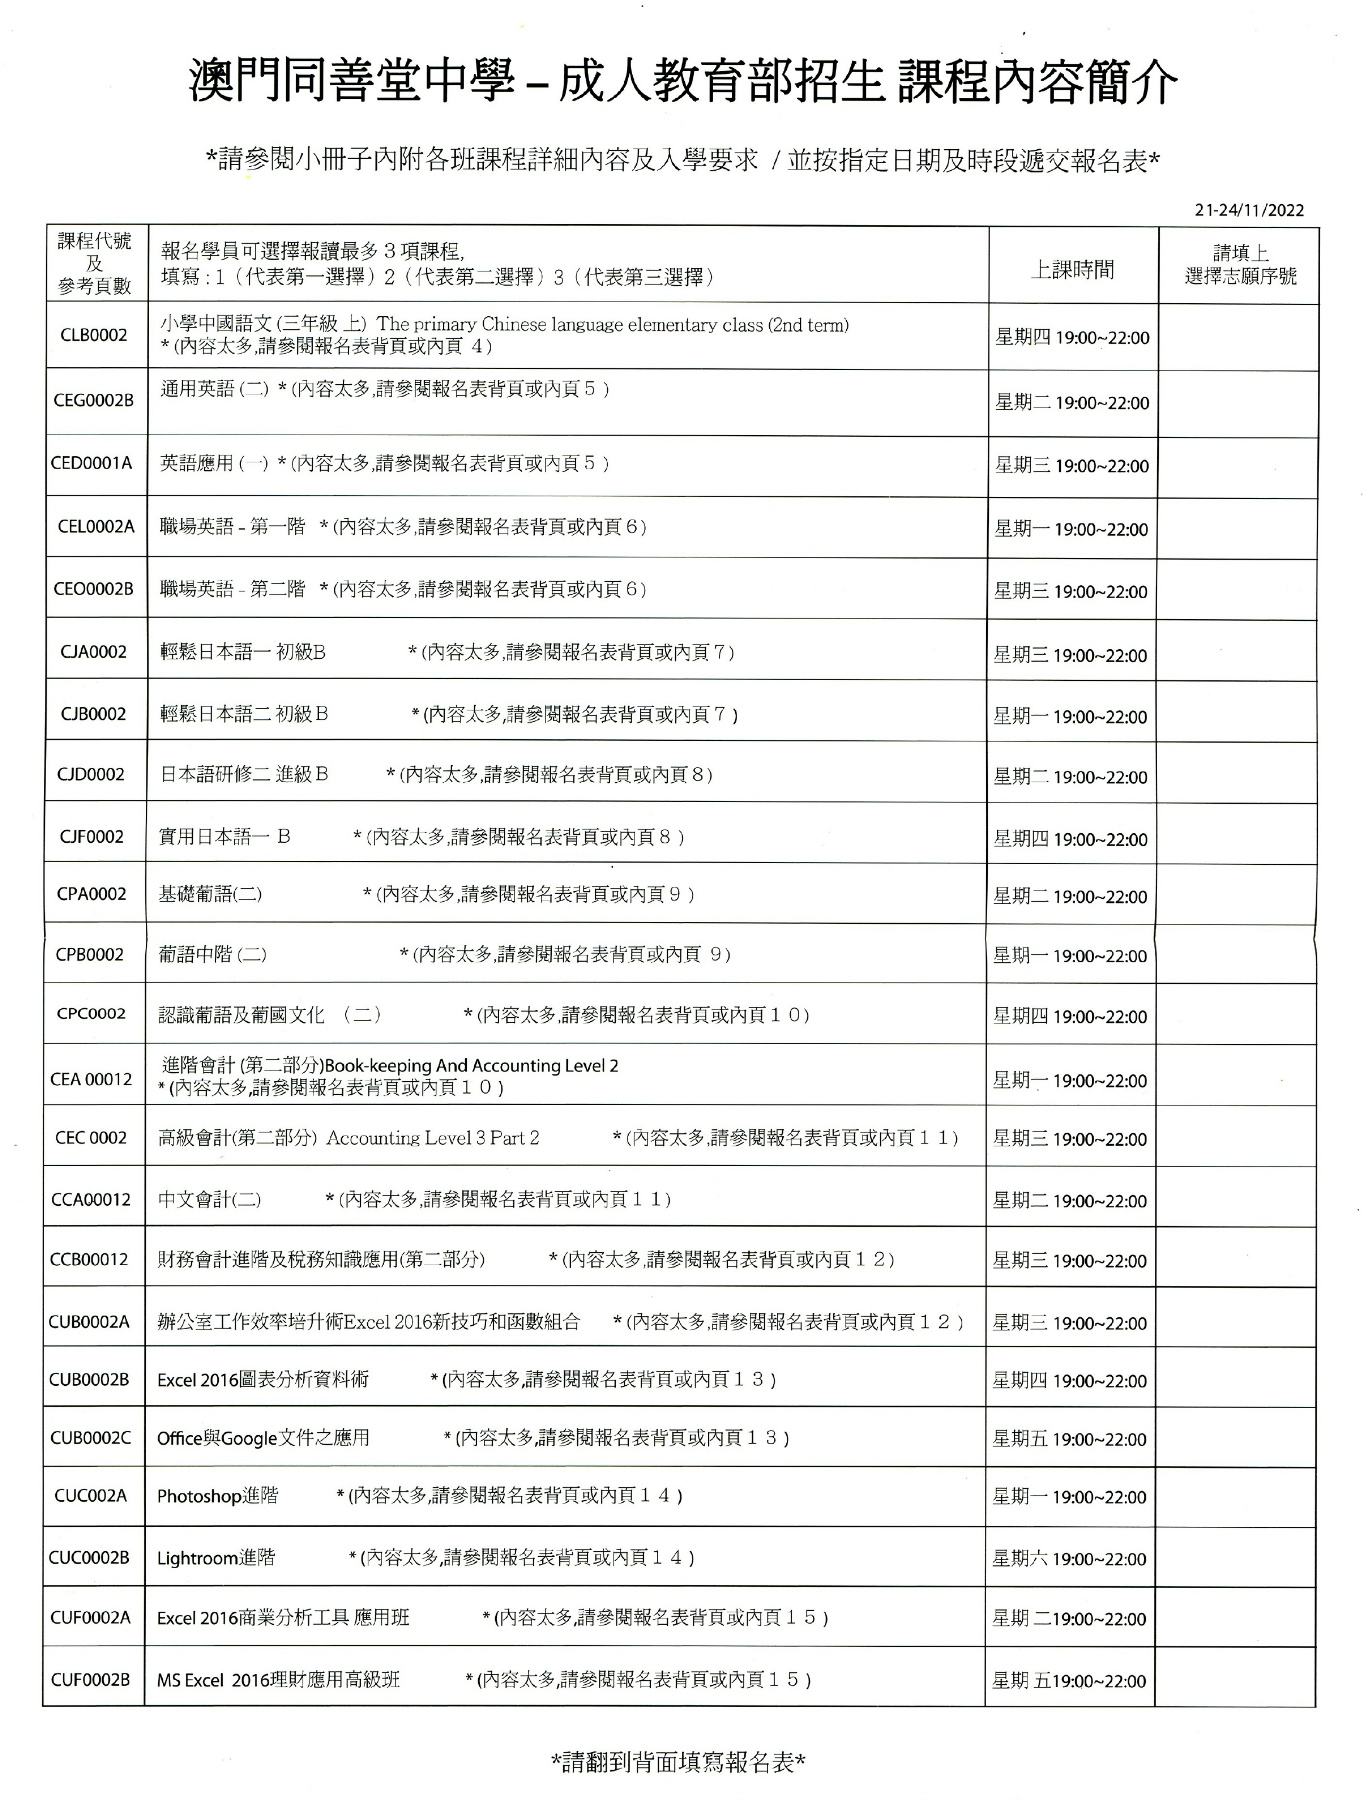 澳門同善堂中學 – 成人教育部招生 課程內容簡介
*請參閱小冊子內附各班課程詳細內容及入學要求 / 並按指定日期及時段遞交報名表*
21-24/11/2022
課程代號
及
參考頁數
報名學員可選擇報讀最多 3 項課程,
填寫 : 1（代表第一選擇）2（代表第二選擇）3（代表第三選擇）
上課時間
請填上
選擇志願序號
CLB0002
小學中國語文 (三年級 上) The primary Chinese language elementary class (2nd term)
* (內容太多,請參閱報名表背頁或內頁 4)
星期四 19:00~22:00
CEG0002B 通用英語 (二) * (內容太多,請參閱報名表背頁或內頁 5 ) 星期二 19:00~22:00
CED0001A 英語應用 (一) * (內容太多,請參閱報名表背頁或內頁 5 ) 星期三 19:00~22:00
CEL0002A 職場英語 - 第一階 * (內容太多,請參閱報名表背頁或內頁 6) 星期一 19:00~22:00
CEO0002B 職場英語 - 第二階 * (內容太多,請參閱報名表背頁或內頁 6) 星期三 19:00~22:00
CJA0002 輕鬆日本語一 初級B * (內容太多,請參閱報名表背頁或內頁 7) 星期三 19:00~22:00
CJB0002 輕鬆日本語二 初級 B * (內容太多,請參閱報名表背頁或內頁 7 ) 星期一 19:00~22:00
CJD0002 日本語研修二 進級 B * (內容太多,請參閱報名表背頁或內頁 8) 星期二 19:00~22:00
CJF0002 實用日本語一 B * (內容太多,請參閱報名表背頁或內頁 8 ) 星期四 19:00~22:00
CPA0002 基礎葡語(二) * (內容太多,請參閱報名表背頁或內頁 9 ) 星期二 19:00~22:00
CPB0002 葡語中階 (二) * (內容太多,請參閱報名表背頁或內頁 9) 星期一 19:00~22:00
CPC0002 認識葡語及葡國文化 （二） * (內容太多,請參閱報名表背頁或內頁 1 0) 星期四 19:00~22:00
CEA 00012
進階會計 (第二部分)Book-keeping And Accounting Level 2
* (內容太多,請參閱報名表背頁或內頁 1 0 )
星期一 19:00~22:00
CEC 0002 高級會計(第二部分) Accounting Level 3 Part 2 * (內容太多,請參閱報名表背頁或內頁 1 1) 星期三 19:00~22:00
CCA00012 中文會計(二) * (內容太多,請參閱報名表背頁或內頁 1 1) 星期二 19:00~22:00
CCB00012 財務會計進階及稅務知識應用(第二部分) * (內容太多,請參閱報名表背頁或內頁 1 2) 星期三 19:00~22:00
CUB0002A 辦公室工作效率培升術Excel 2016新技巧和函數組合 * (內容太多,請參閱報名表背頁或內頁 1 2 ) 星期三 19:00~22:00
CUB0002B Excel 2016圖表分析資料術 * (內容太多,請參閱報名表背頁或內頁 1 3 ) 星期四 19:00~22:00
CUB0002C Office與Google文件之應用 * (內容太多,請參閱報名表背頁或內頁 1 3 ) 星期五 19:00~22:00
CUC002A Photoshop進階 * (內容太多,請參閱報名表背頁或內頁 1 4 ) 星期一 19:00~22:00
CUC0002B Lightroom進階 * (內容太多,請參閱報名表背頁或內頁 1 4 ) 星期六 19:00~22:00
CUF0002A Excel 2016商業分析工具 應用班 * (內容太多,請參閱報名表背頁或內頁 1 5 ) 星期 二19:00~22:00
CUF0002B MS Excel 2016理財應用高級班 * (內容太多,請參閱報名表背頁或內頁 1 5 ) 星期 五19:00~22:00
*請翻到背面填寫報名表*